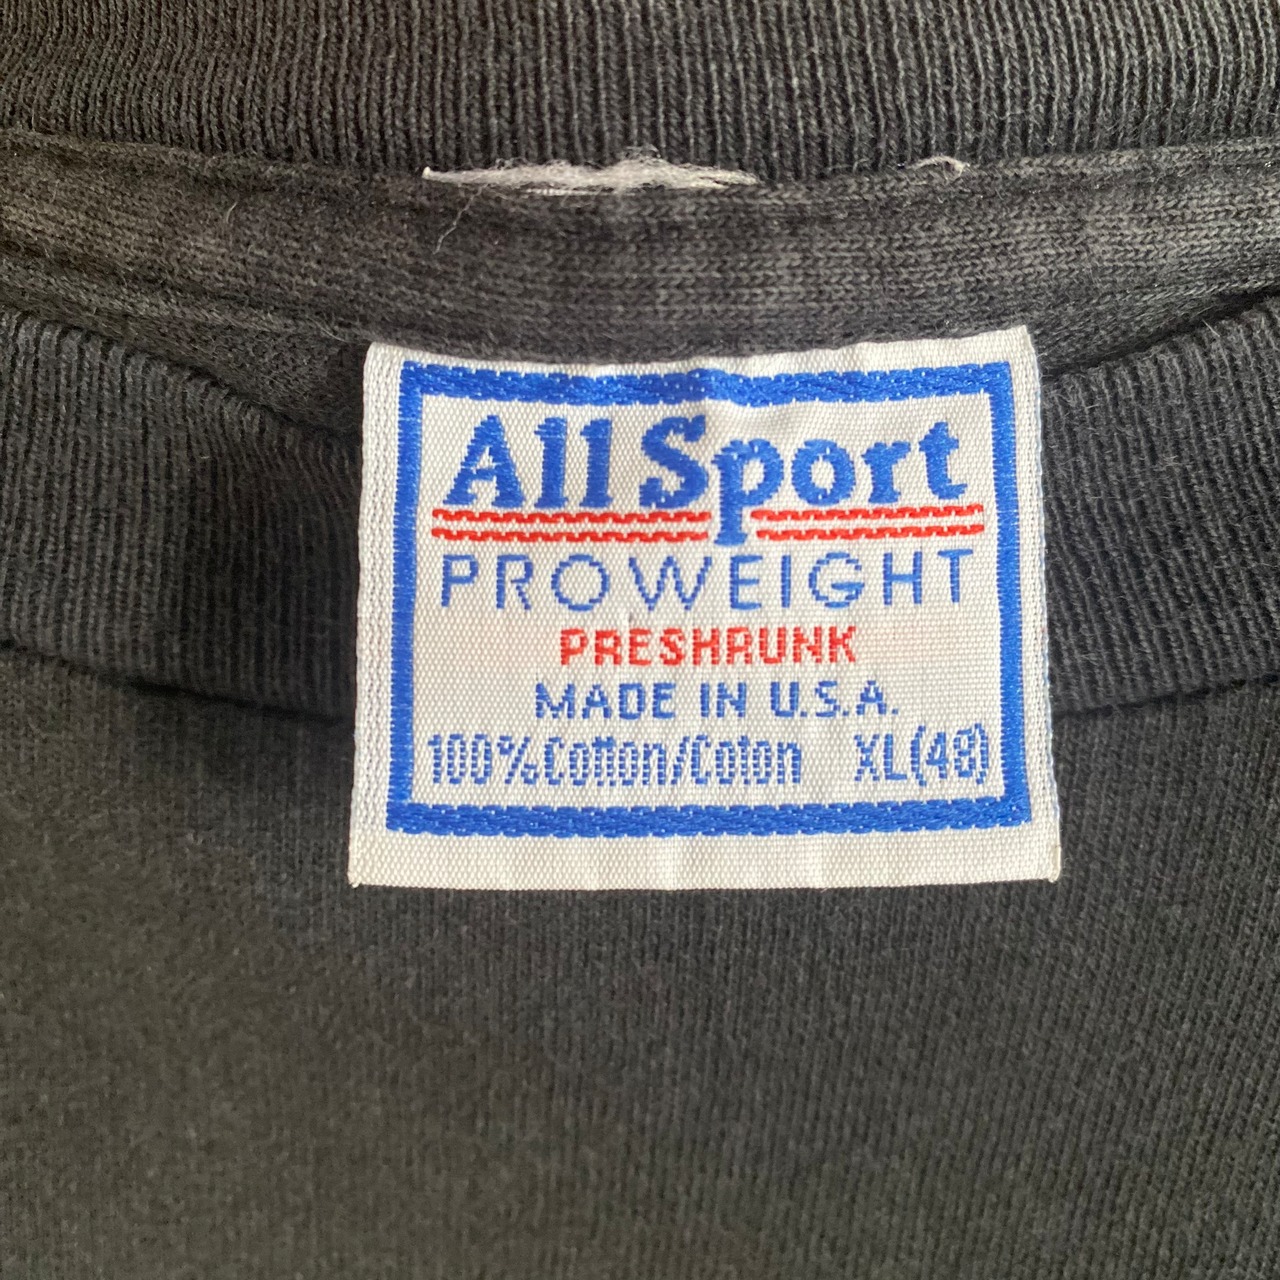 All Sport
PROWEIGHT
PRESHRUNK
MADE IN U.S.A.
100% Cotton/Coton XL(48)